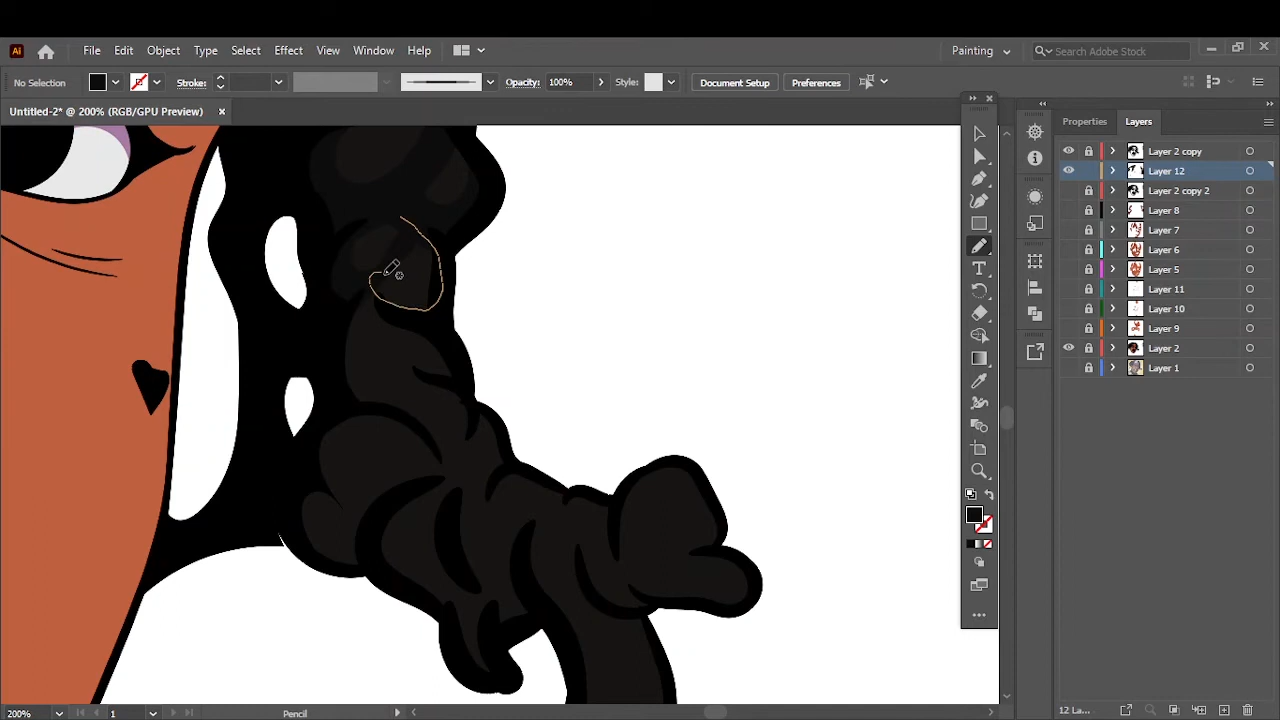 Ai File Edit Object Type Select Effect View Window Help Painting Search Adobe Stock
No Selection Stroke: Opacity: 100% Style: Document Setup Preferences
Untitled-2* @ 200% (RGB/GPU Preview)
Properties Layers
Layer 2 copy
Layer 12
Layer 2 copy 2
Layer 8
Layer 7
Layer 6
Layer 5
Layer 11
Layer 10
Layer 9
Layer 2
Layer 1
200% 1 Pencil 12 La...